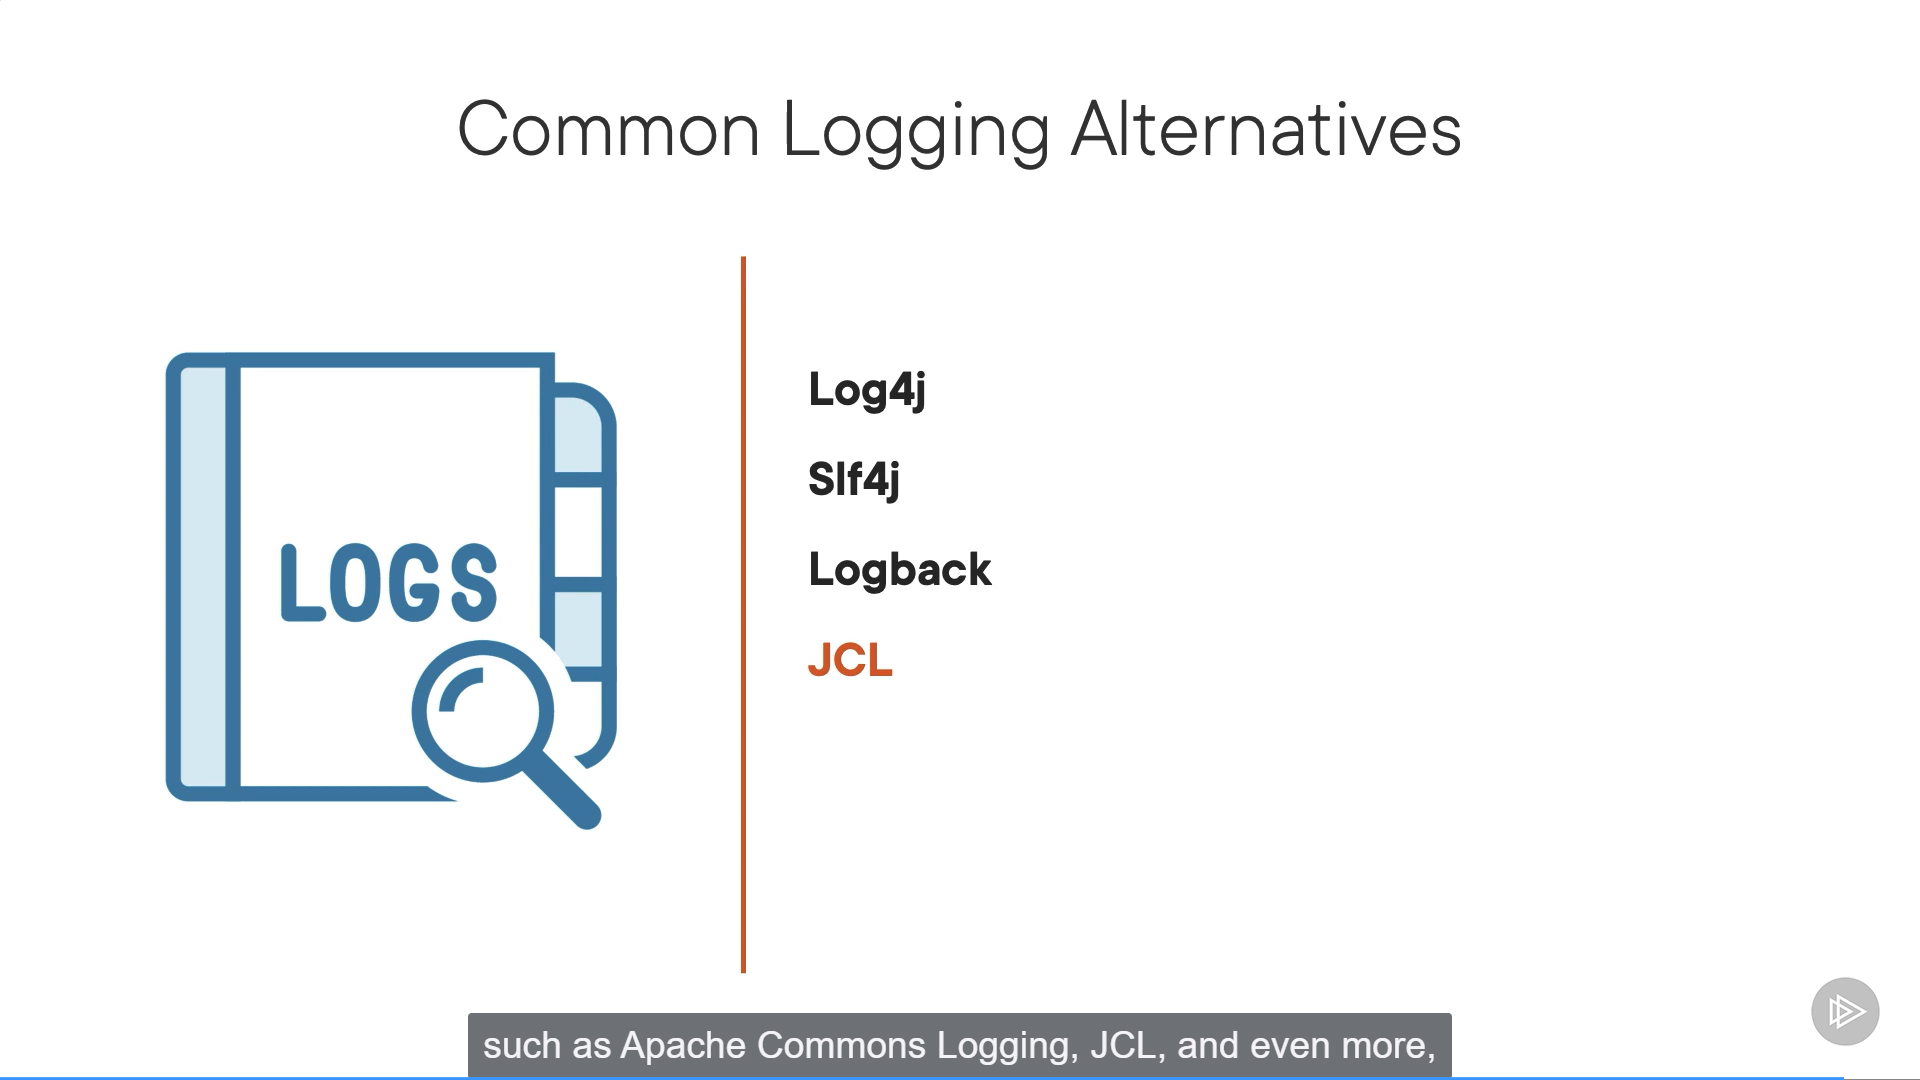 Common Logging Alternatives
LOGS
Log4j
Slf4j
Logback
JCL
such as Apache Commons Logging, JCL, and even more,